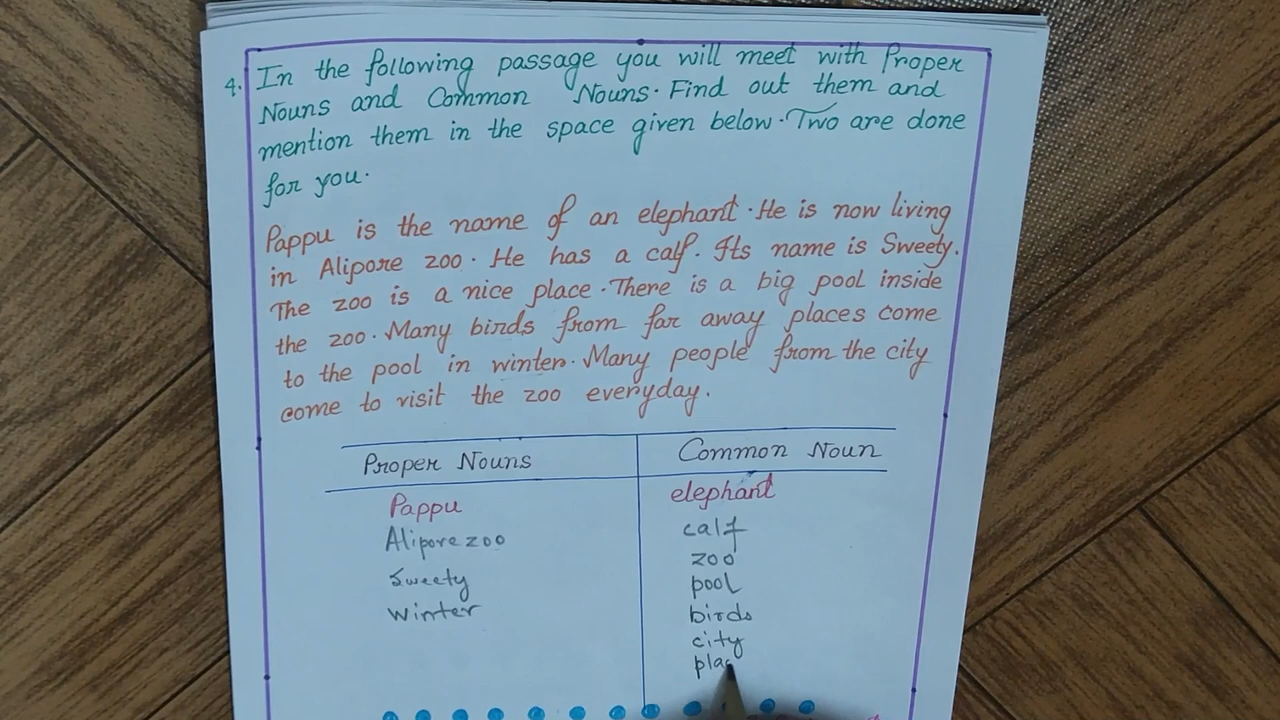 4. In the following passage you will meet with Proper
Nouns and Common Nouns. Find out them and
mention them in the space given below. Two are done
for you.
Pappu is the name of an elephant. He is now living
in Alipore zoo. He has a calf. Its name is Sweety.
The zoo is a nice place. There is a big pool inside
the zoo. Many birds from far away places come
to the pool in winter. Many people from the city
come to visit the zoo everyday.
Proper Nouns Common Noun
Pappu elephant
Alipore zoo calf
Sweety zoo
Winter pool
birds
city